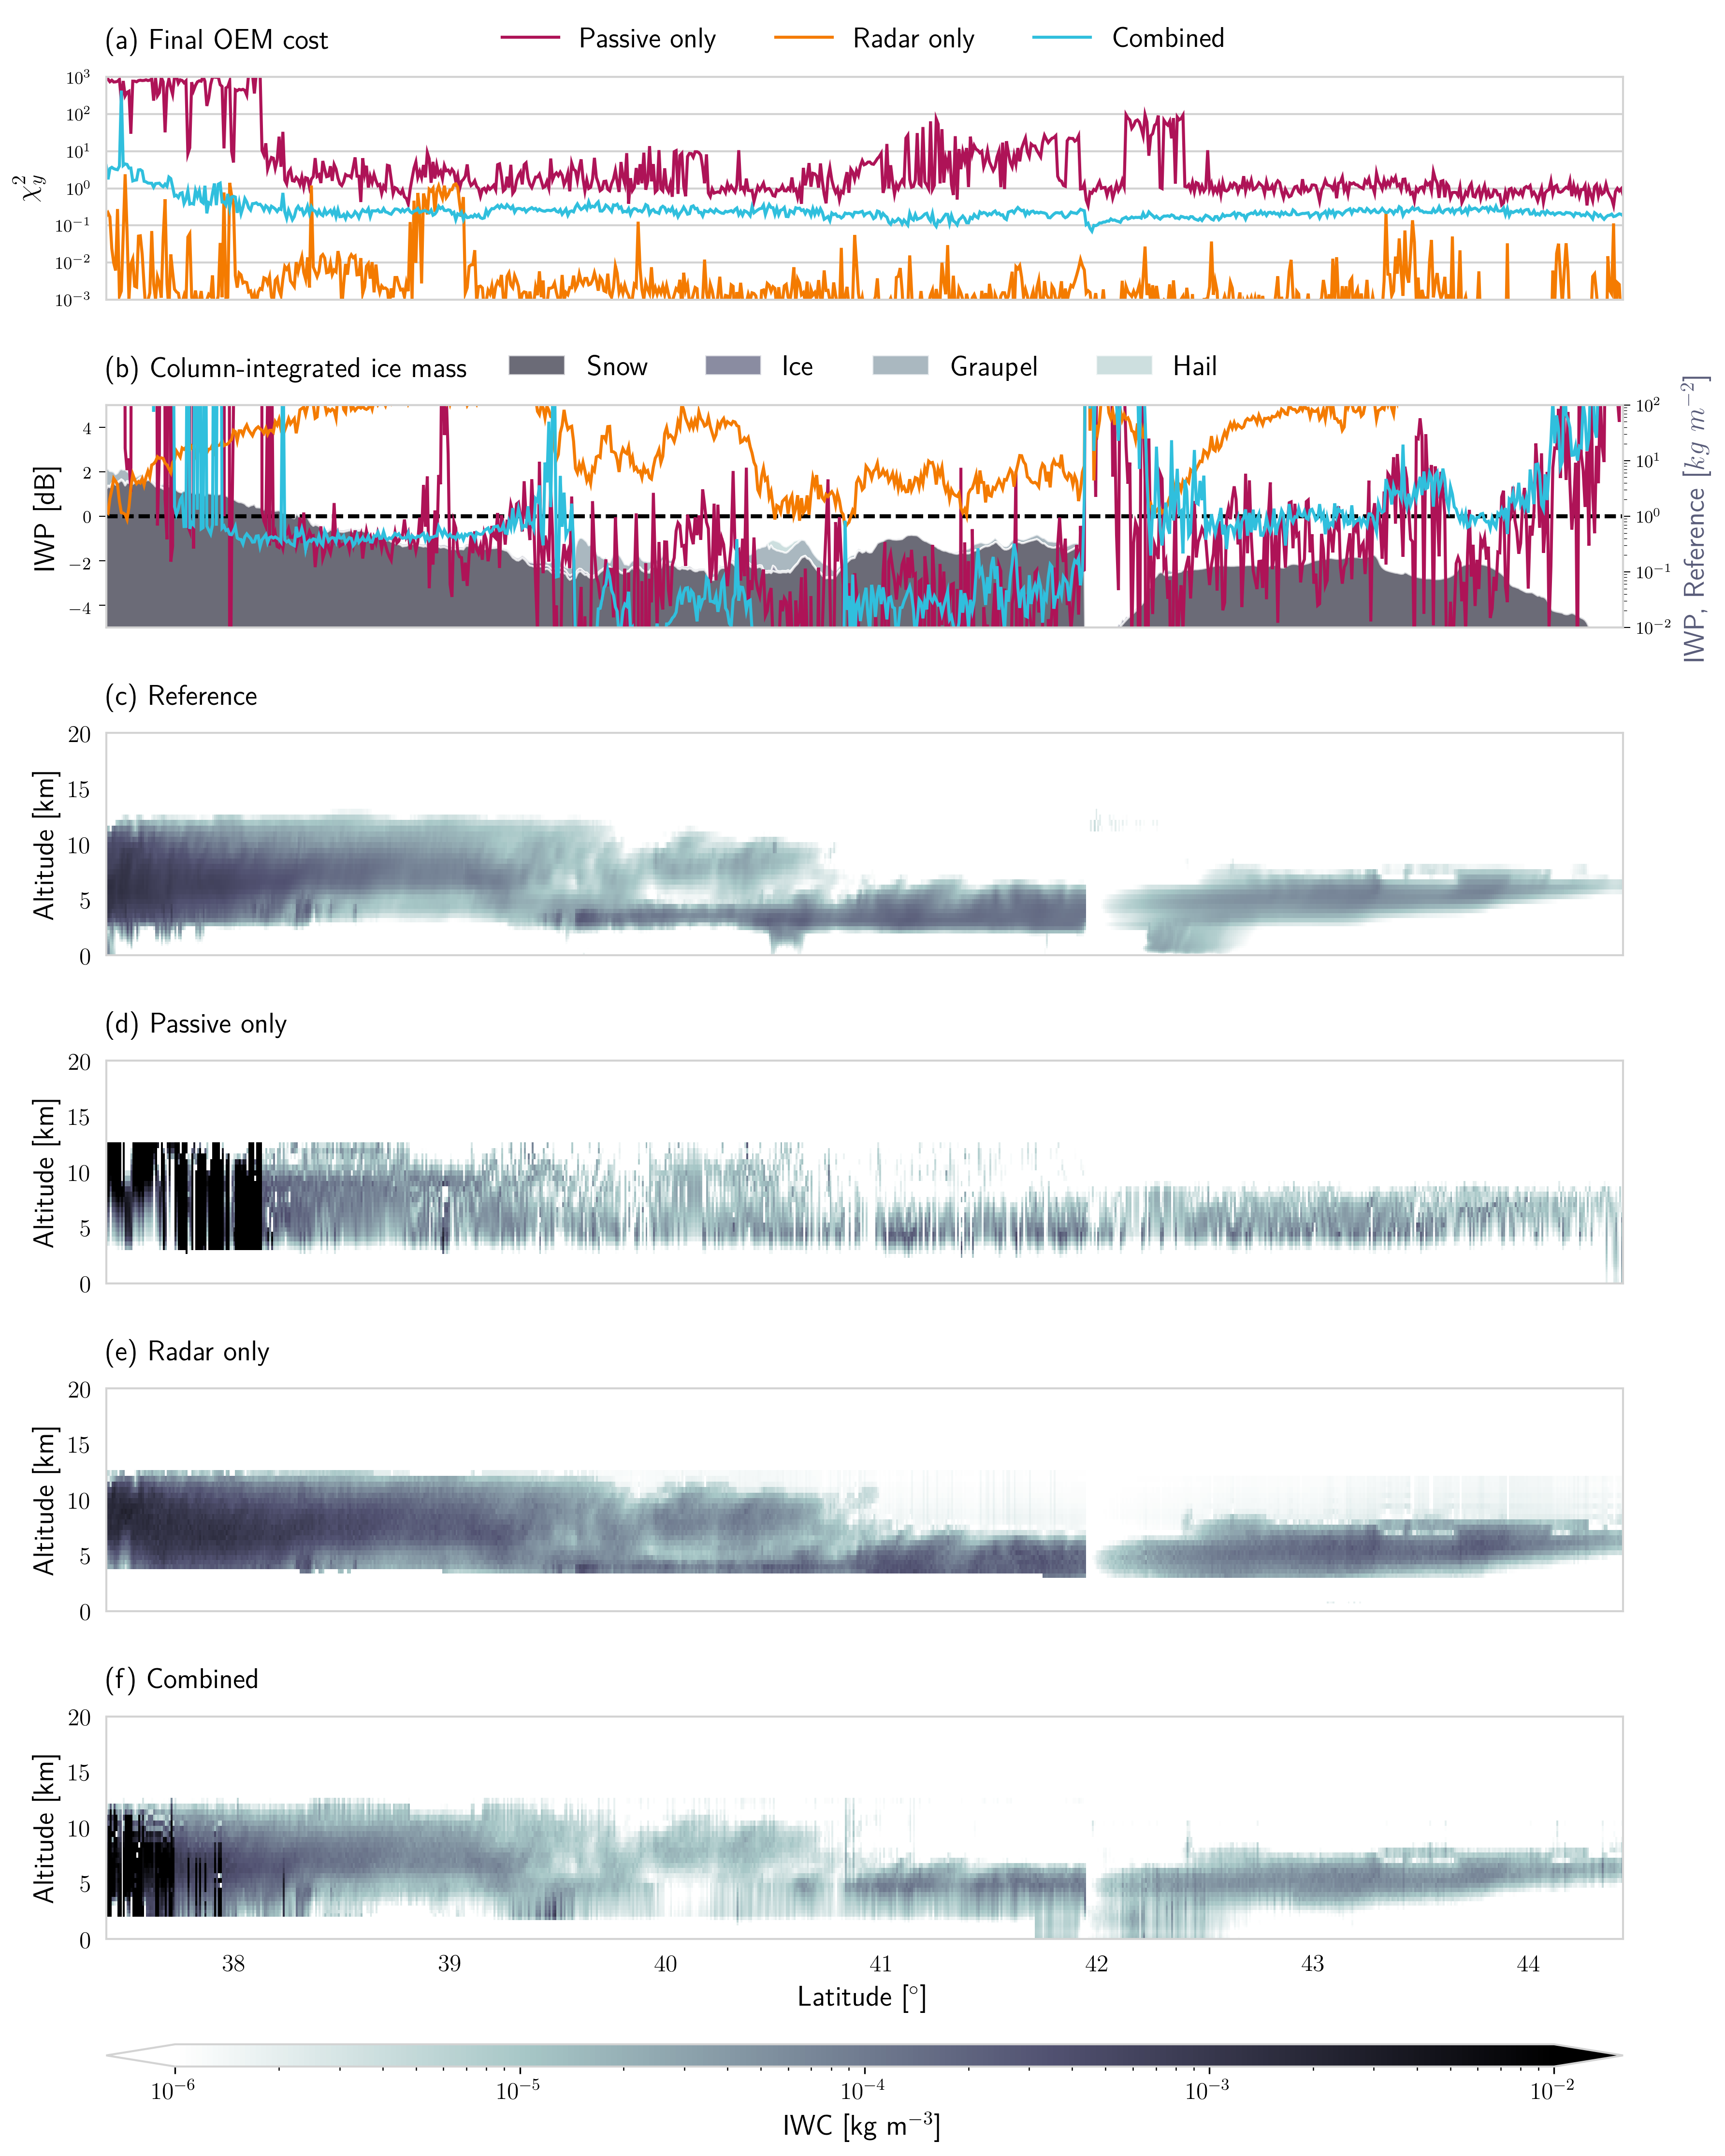 (a) Final OEM cost Passive only Radar only Combined
10³
10²
10¹
10⁰
10⁻¹
10⁻²
10⁻³
χ²_y
(b) Column-integrated ice mass Snow Ice Graupel Hail
4
2
0
−2
−4
IWP [dB]
10²
10¹
10⁰
10⁻¹
10⁻²
IWP, Reference [kg m⁻²]
(c) Reference
20
15
10
5
0
Altitude [km]
(d) Passive only
20
15
10
5
0
Altitude [km]
(e) Radar only
20
15
10
5
0
Altitude [km]
(f) Combined
20
15
10
5
0
Altitude [km]
38 39 40 41 42 43 44
Latitude [°]
10⁻⁶ 10⁻⁵ 10⁻⁴ 10⁻³ 10⁻²
IWC [kg m⁻³]